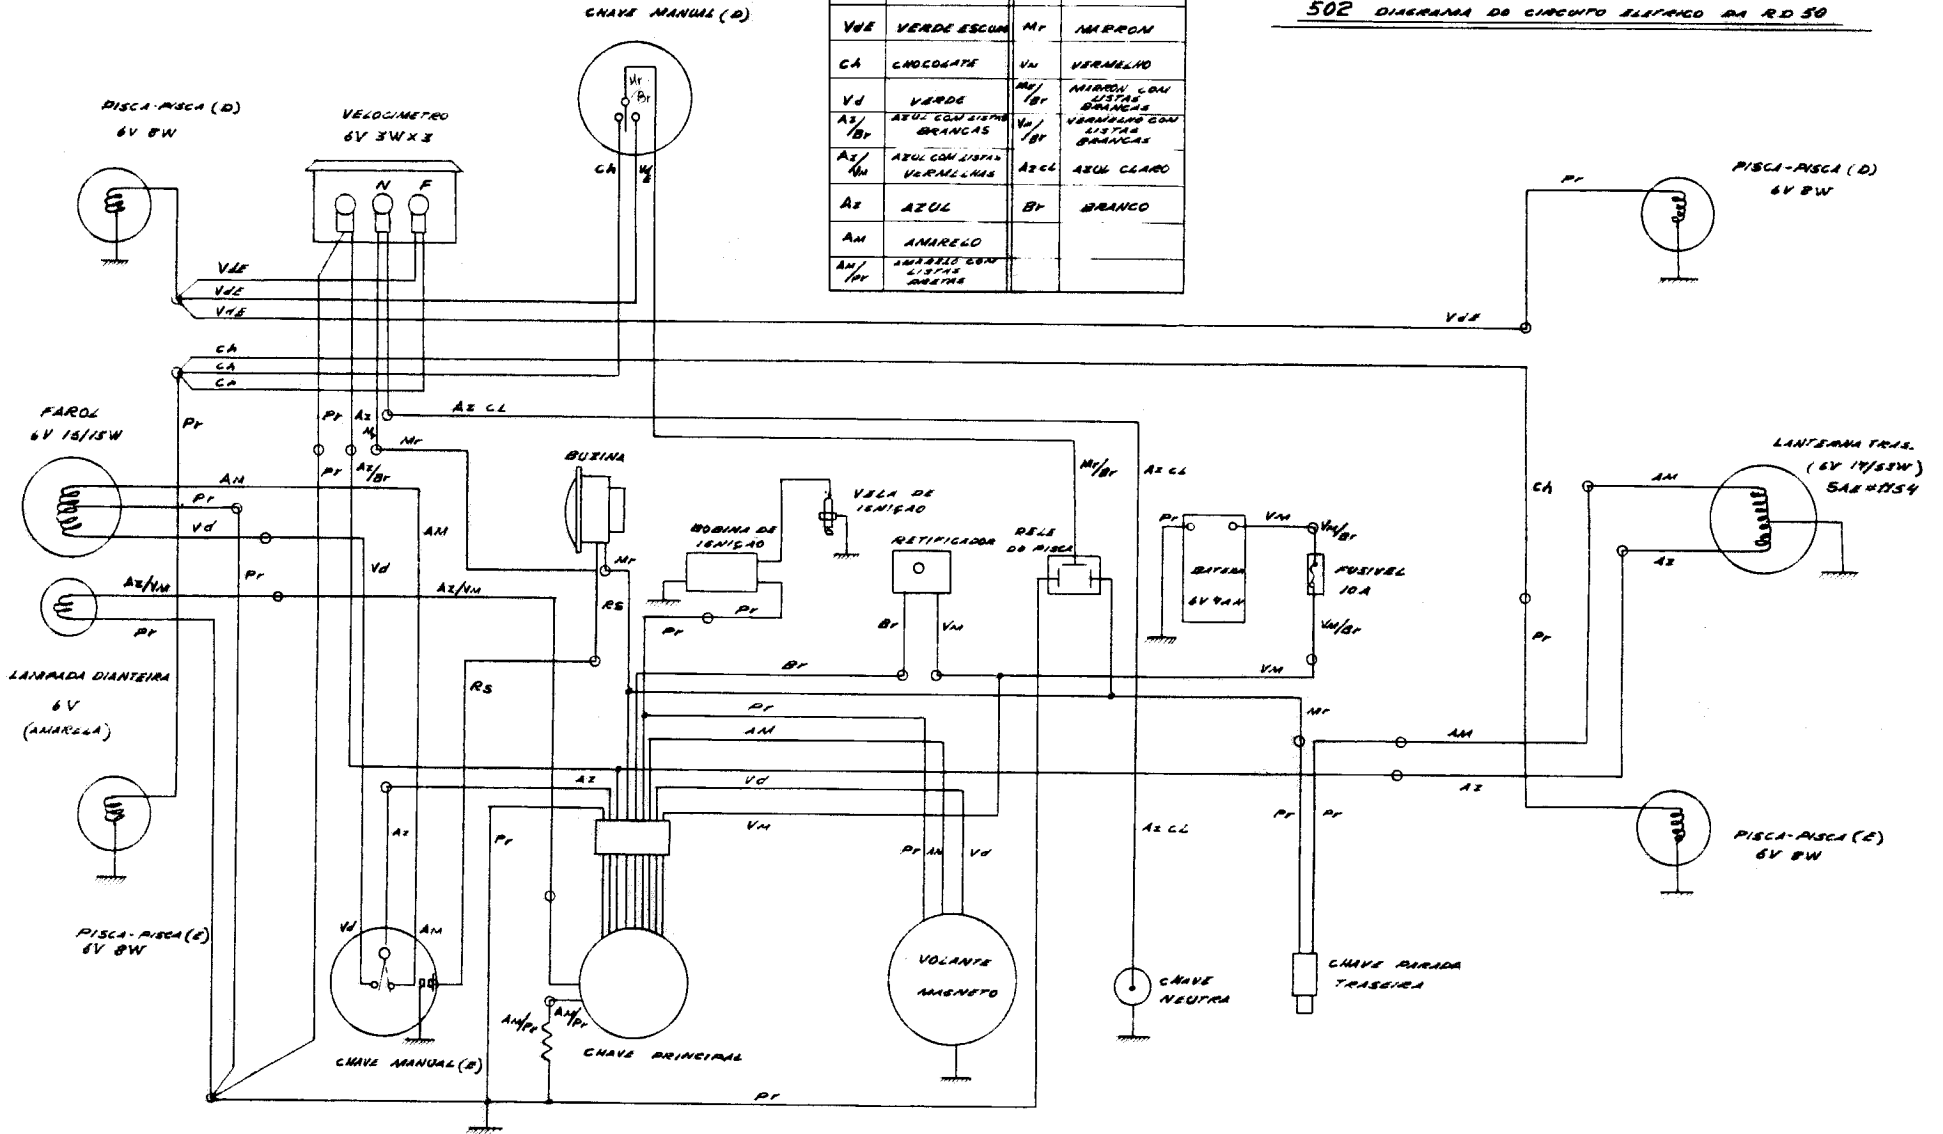 CHAVE MANUAL (D)
502 DIAGRAMA DO CIRCUITO ELETRICO DA RD 50
VdE VERDE ESCURO Mr MARROM
Ch CHOCOLATE VM VERMELHO
Vd VERDE Mr/Br MARRON COM LISTAS BRANCAS
Az/Br AZUL COM LISTAS BRANCAS VM/Br VERMELHO COM LISTAS BRANCAS
Az/VM AZUL COM LISTAS VERMELHAS AzCL AZUL CLARO
Az AZUL Br BRANCO
AM AMARELO
AM/Pr AMARELO COM LISTAS PRETAS
PISCA-PISCA (D)
6V 8W
VELOCIMETRO
6V 3W x 3
N F
Mr
Br
Ch
PISCA-PISCA (D)
6V 8W
Pr
VdE
VdE
VdE
VdE
Ch
Ch
Ch
FAROL
6V 15/15W
Pr
Pr Az
Az CL
Mr Mr
Pr Az/Br
AM
Pr
Vd
AM
Vd
Pr
Az/VM
Az/VM
Pr
BUZINA
Mr
Rs
BOBINA DE
IGNIÇÃO
VELA DE
IGNIÇÃO
Pr
Pr
RETIFICADOR
Br VM
RELE
DO PISCA
Mr/Br
Az CL
Pr VM VM/Br
BATERIA
6V 4AH
FUSIVEL
10A
VM/Br
Ch
Pr
LANTERNA TRAS.
(6V 17/5.3W)
SAE #1154
AM
Az
LAMPADA DIANTEIRA
6V
(AMARELA)
Rs
Br
VM
Pr
AM
Mr
AM
Az
Vd
Az
VM
Az
Pr
Pr AM Vd
Az CL
Pr Pr
PISCA-PISCA (E)
6V 8W
PISCA-PISCA (E)
6V 8W
Vd AM
VOLANTE
MAGNETO
CHAVE
NEUTRA
CHAVE PARADA
TRASEIRA
AM/Pr AM/Pr
CHAVE MANUAL (E)
CHAVE PRINCIPAL
Pr